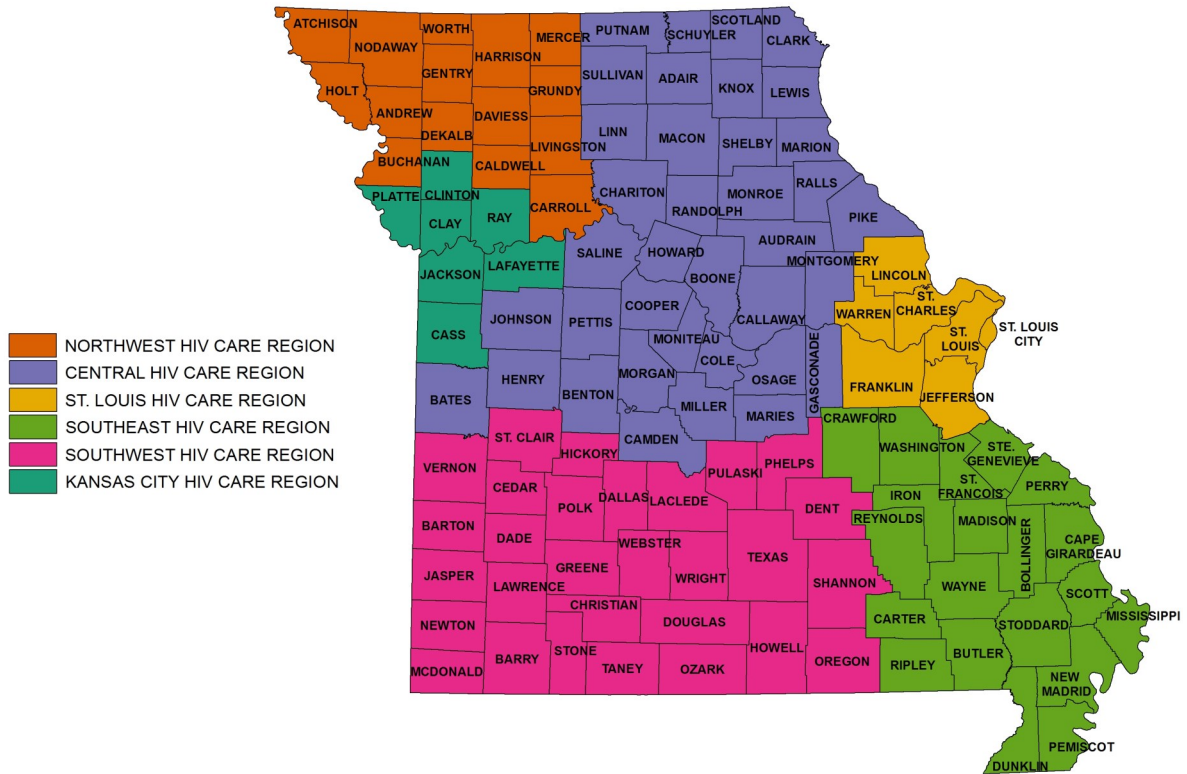 ATCHISON
NODAWAY
WORTH
HARRISON
MERCER
PUTNAM
SCHUYLER
SCOTLAND
CLARK
HOLT
GENTRY
GRUNDY
SULLIVAN
ADAIR
KNOX
LEWIS
ANDREW
DEKALB
DAVIESS
LIVINGSTON
LINN
MACON
SHELBY
MARION
BUCHANAN
CALDWELL
PLATTE
CLINTON
CLAY
RAY
CARROLL
CHARITON
RANDOLPH
MONROE
RALLS
PIKE
AUDRAIN
JACKSON
LAFAYETTE
SALINE
HOWARD
BOONE
MONTGOMERY
LINCOLN
CASS
JOHNSON
PETTIS
COOPER
CALLAWAY
WARREN
ST.
CHARLES
ST.
LOUIS
ST. LOUIS
CITY
MONITEAU
COLE
OSAGE
GASCONADE
FRANKLIN
JEFFERSON
BATES
HENRY
BENTON
MORGAN
MILLER
MARIES
CAMDEN
NORTHWEST HIV CARE REGION
CENTRAL HIV CARE REGION
ST. LOUIS HIV CARE REGION
SOUTHEAST HIV CARE REGION
SOUTHWEST HIV CARE REGION
KANSAS CITY HIV CARE REGION
VERNON
ST. CLAIR
HICKORY
PULASKI
PHELPS
CRAWFORD
WASHINGTON
STE.
GENEVIEVE
ST.
FRANCOIS
PERRY
CEDAR
POLK
DALLAS
LACLEDE
DENT
IRON
REYNOLDS
MADISON
BOLLINGER
CAPE
GIRARDEAU
BARTON
DADE
WEBSTER
TEXAS
JASPER
LAWRENCE
GREENE
WRIGHT
SHANNON
WAYNE
SCOTT
MISSISSIPPI
NEWTON
CHRISTIAN
DOUGLAS
CARTER
STODDARD
MCDONALD
BARRY
STONE
TANEY
OZARK
HOWELL
OREGON
RIPLEY
BUTLER
NEW
MADRID
PEMISCOT
DUNKLIN